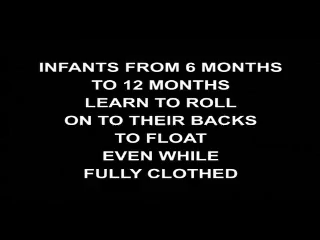 INFANTS FROM 6 MONTHS
TO 12 MONTHS
LEARN TO ROLL
ON TO THEIR BACKS
TO FLOAT
EVEN WHILE
FULLY CLOTHED